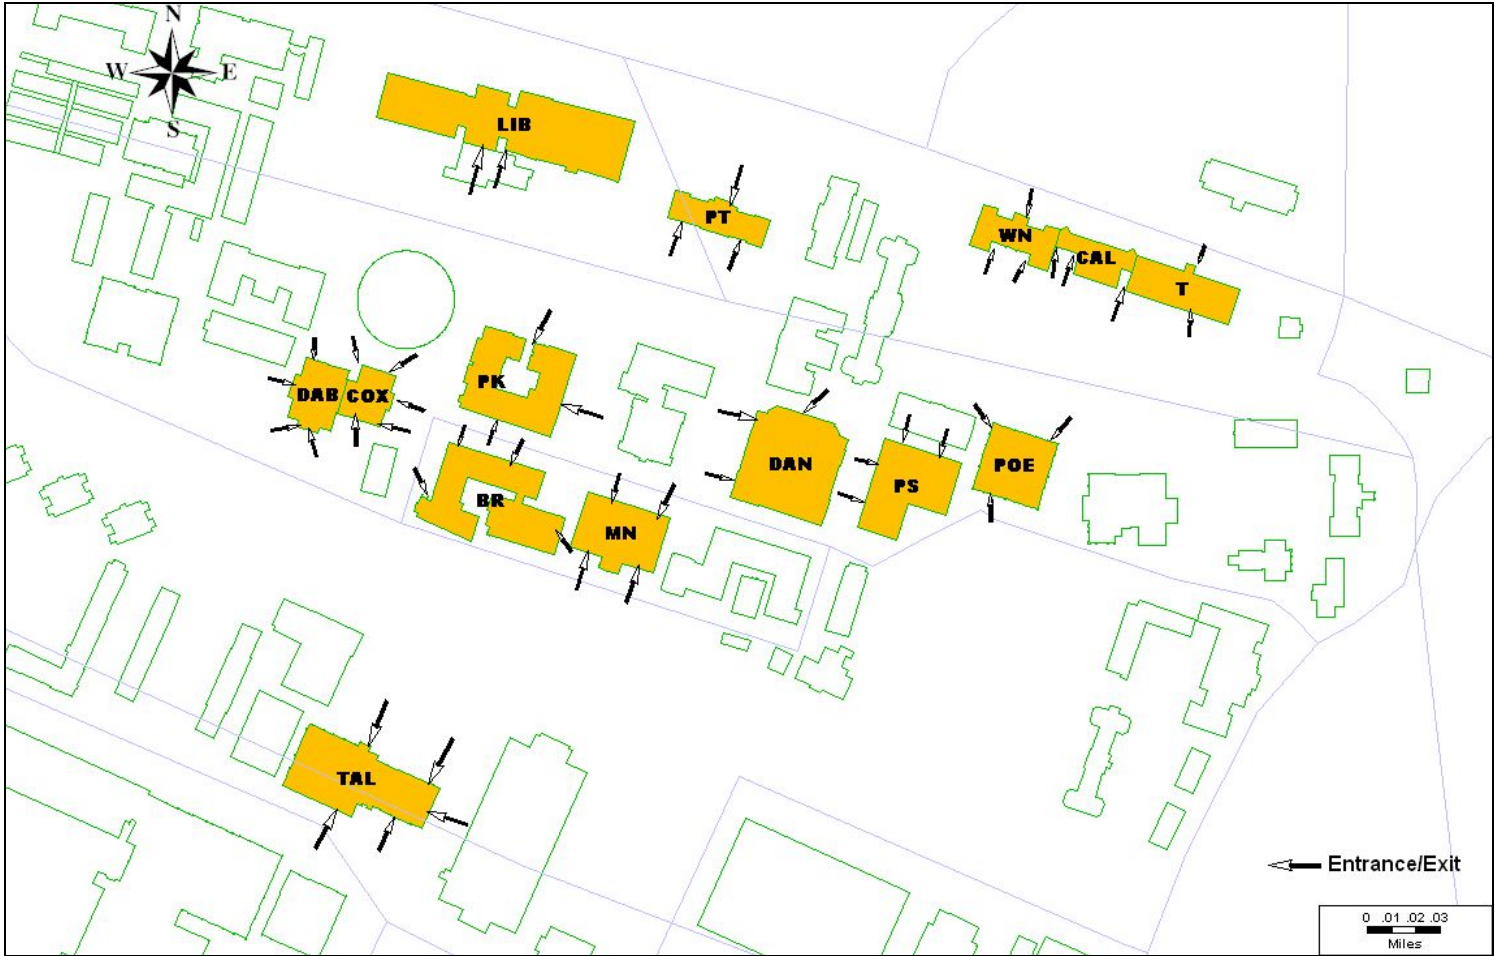 N
W E
S
LIB
PT
WN
CAL
T
DAB COX
PK
DAN
POE
PS
BR
MN
TAL
Entrance/Exit
0 .01 .02 .03
Miles